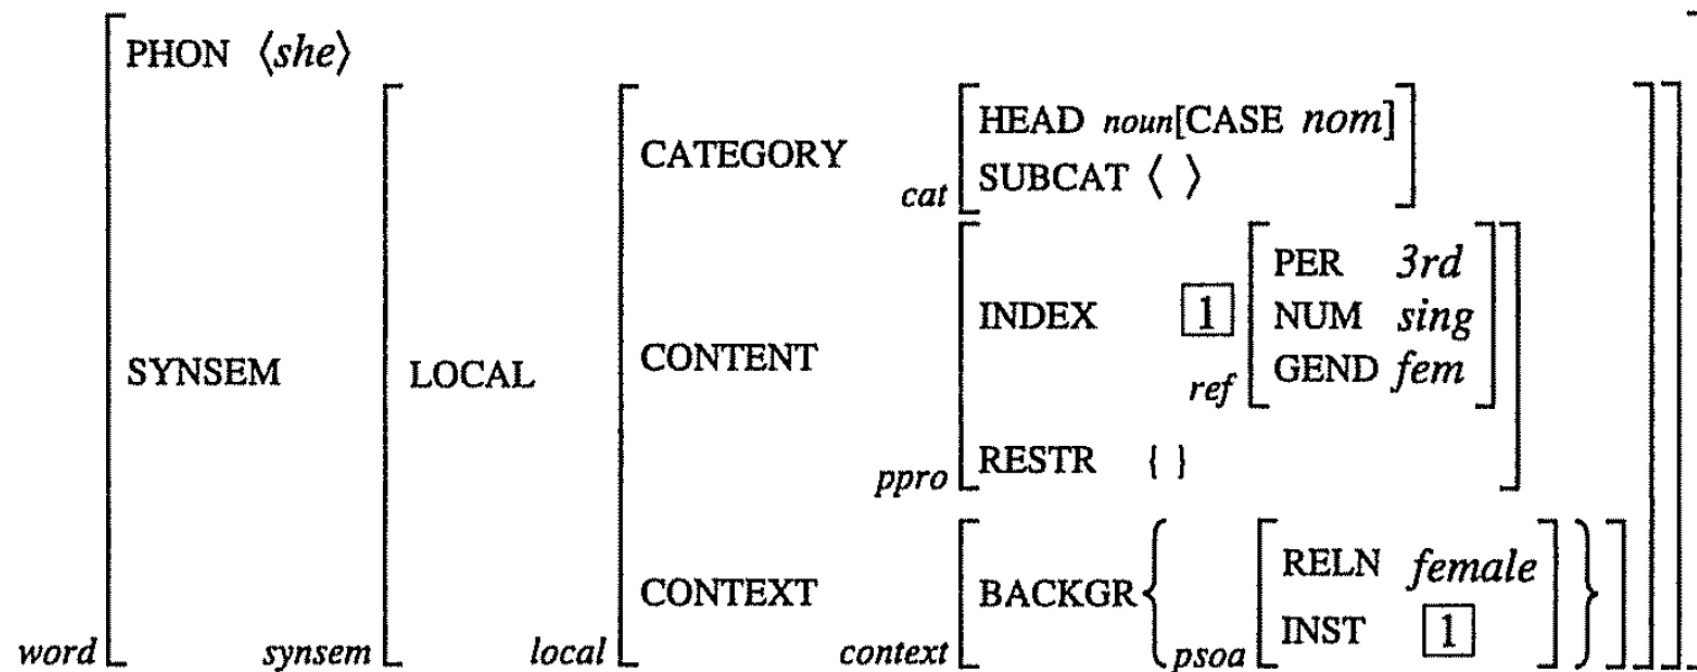 PHON ⟨she⟩
HEAD noun[CASE nom]
CATEGORY
SUBCAT ⟨ ⟩
cat
PER 3rd
INDEX 1 NUM sing
CONTENT
SYNSEM LOCAL
GEND fem
ref
RESTR { }
ppro
RELN female
CONTEXT BACKGR
INST 1
word synsem local context psoa